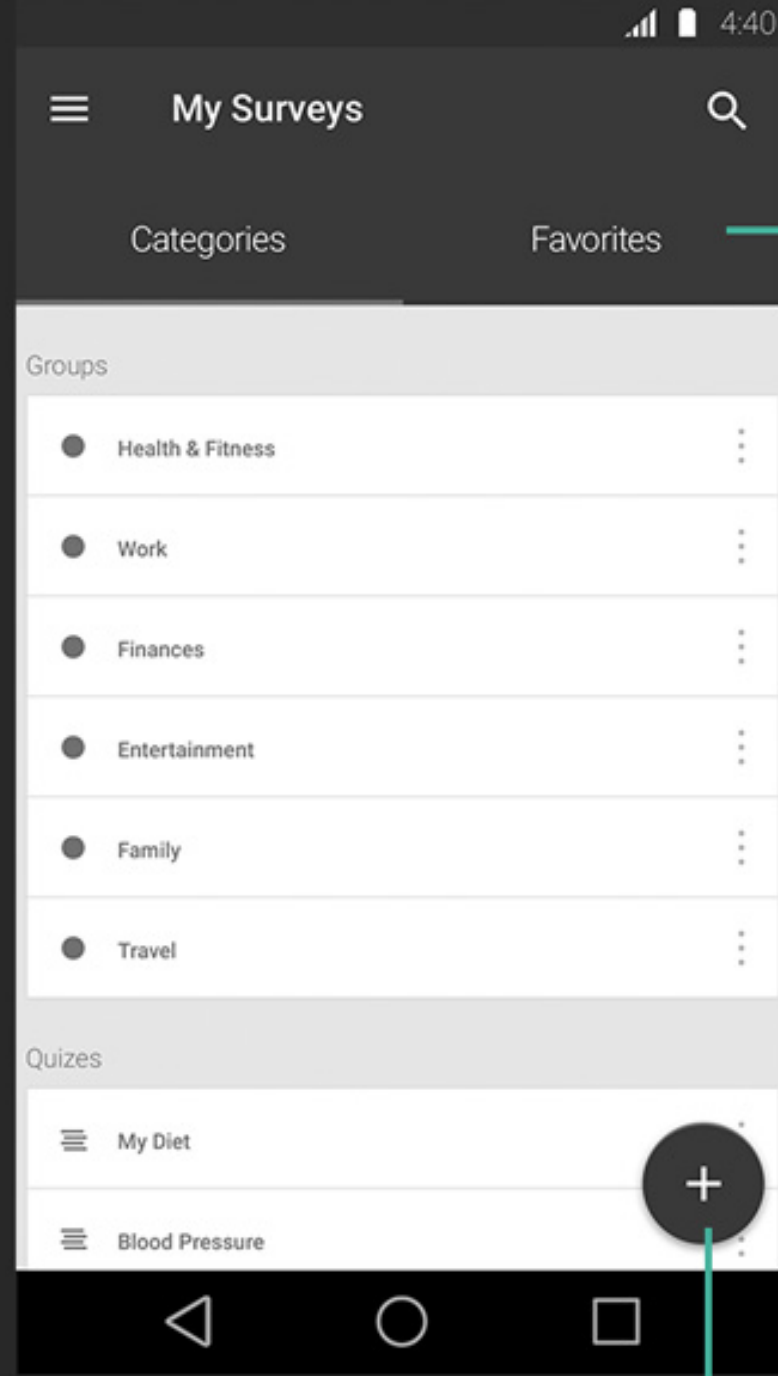 4:40
My Surveys
Categories Favorites
Groups
Health & Fitness
Work
Finances
Entertainment
Family
Travel
Quizes
My Diet
Blood Pressure